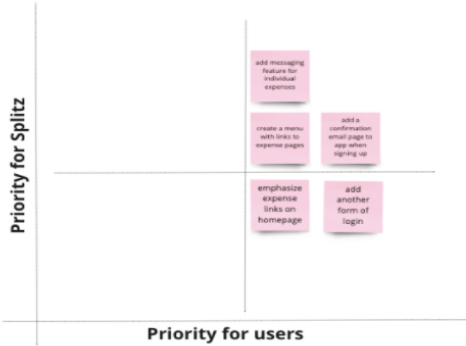 add messaging
feature for
individual
expenses
create a menu
with links to
expense pages
add a
confirmation
email page to
app when
signing up
emphasize
expense
links on
homepage
add
another
form of
login
Priority for Splitz
Priority for users